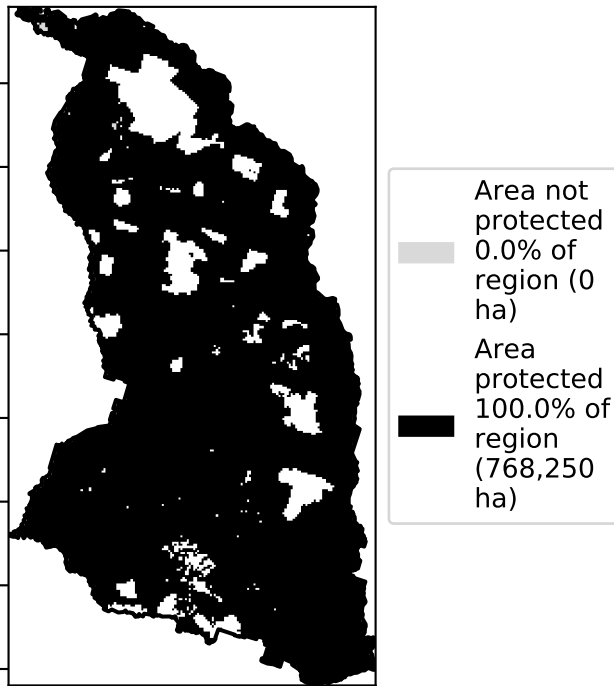 Area not
protected
0.0% of
region (0
ha)
Area
protected
100.0% of
region
(768,250
ha)